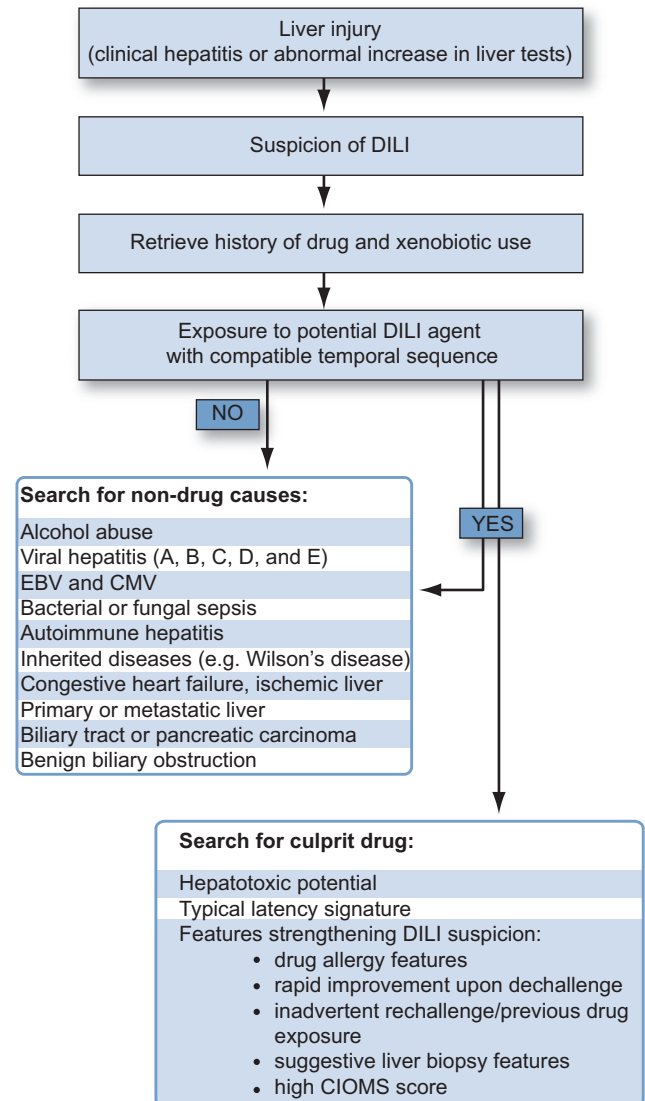 Liver injury
(clinical hepatitis or abnormal increase in liver tests)
Suspicion of DILI
Retrieve history of drug and xenobiotic use
Exposure to potential DILI agent
with compatible temporal sequence
NO
YES
Search for non-drug causes:
Alcohol abuse
Viral hepatitis (A, B, C, D, and E)
EBV and CMV
Bacterial or fungal sepsis
Autoimmune hepatitis
Inherited diseases (e.g. Wilson's disease)
Congestive heart failure, ischemic liver
Primary or metastatic liver
Biliary tract or pancreatic carcinoma
Benign biliary obstruction
Search for culprit drug:
Hepatotoxic potential
Typical latency signature
Features strengthening DILI suspicion:
• drug allergy features
• rapid improvement upon dechallenge
• inadvertent rechallenge/previous drug
exposure
• suggestive liver biopsy features
• high CIOMS score